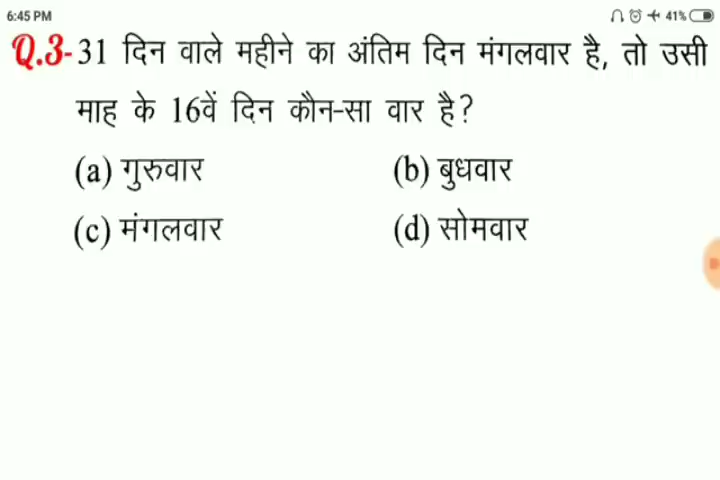 6:45 PM 41%
Q.3- 31 दिन वाले महीने का अंतिम दिन मंगलवार है, तो उसी
माह के 16वें दिन कौन-सा वार है?
(a) गुरुवार (b) बुधवार
(c) मंगलवार (d) सोमवार